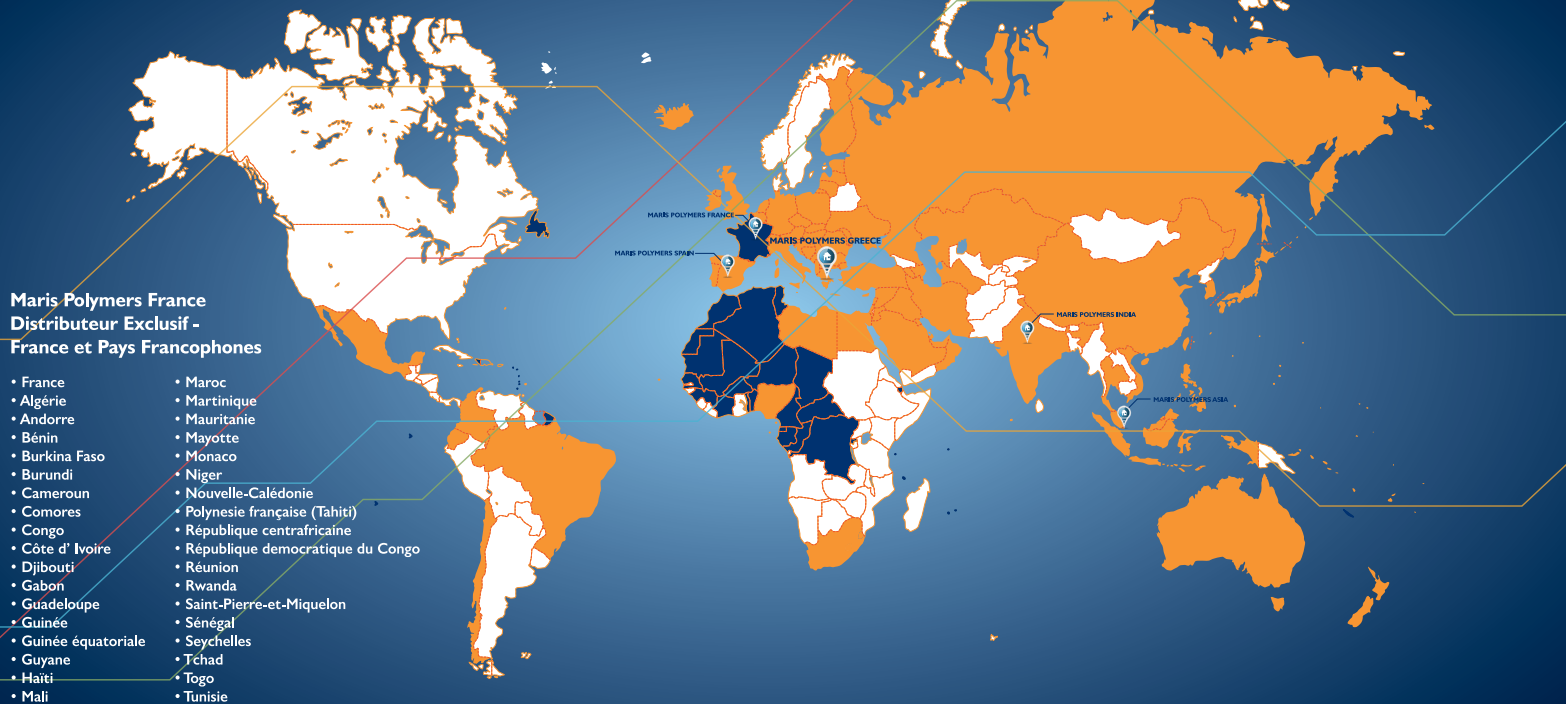 MARIS POLYMERS FRANCE
MARIS POLYMERS GREECE
MARIS POLYMERS SPAIN
MARIS POLYMERS INDIA
MARIS POLYMERS ASIA
Maris Polymers France
Distributeur Exclusif -
France et Pays Francophones
• France
• Algérie
• Andorre
• Bénin
• Burkina Faso
• Burundi
• Cameroun
• Comores
• Congo
• Côte d' Ivoire
• Djibouti
• Gabon
• Guadeloupe
• Guinée
• Guinée équatoriale
• Guyane
• Haïti
• Mali
• Maroc
• Martinique
• Mauritanie
• Mayotte
• Monaco
• Niger
• Nouvelle-Calédonie
• Polynesie française (Tahiti)
• République centrafricaine
• République democratique du Congo
• Réunion
• Rwanda
• Saint-Pierre-et-Miquelon
• Sénégal
• Seychelles
• Tchad
• Togo
• Tunisie